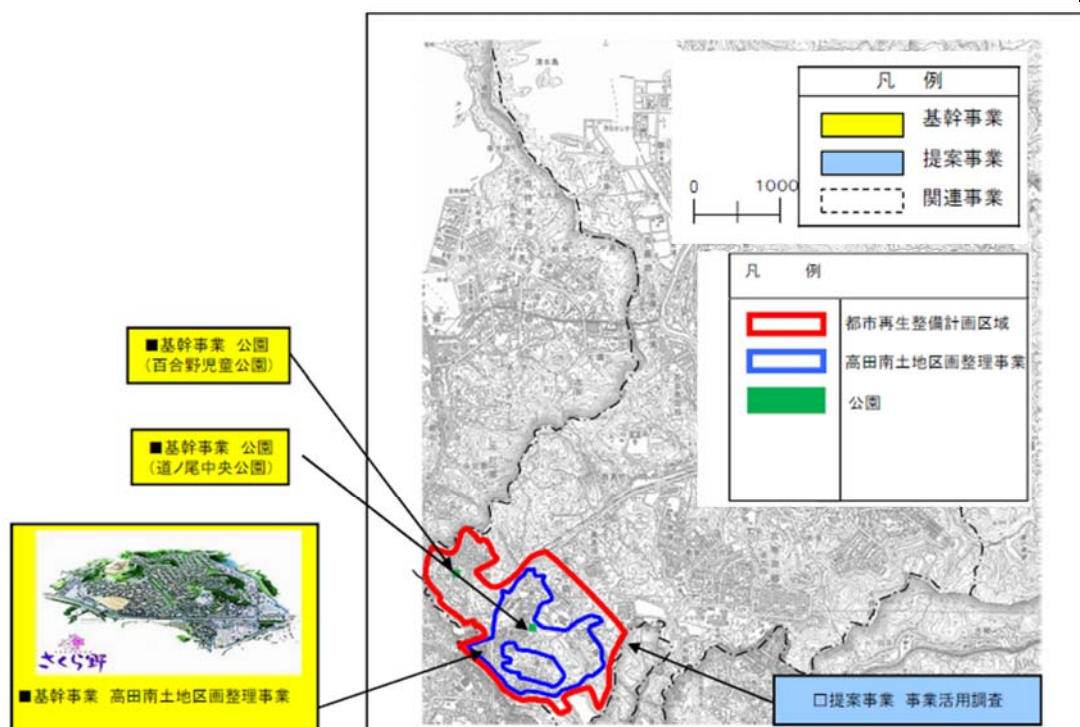 凡 例
基幹事業
提案事業
関連事業
0 1000
凡 例
都市再生整備計画区域
高田南土地区画整理事業
公園
■基幹事業 公園
(百合野児童公園)
■基幹事業 公園
(道ノ尾中央公園)
さくら野
■基幹事業 高田南土地区画整理事業
□提案事業 事業活用調査